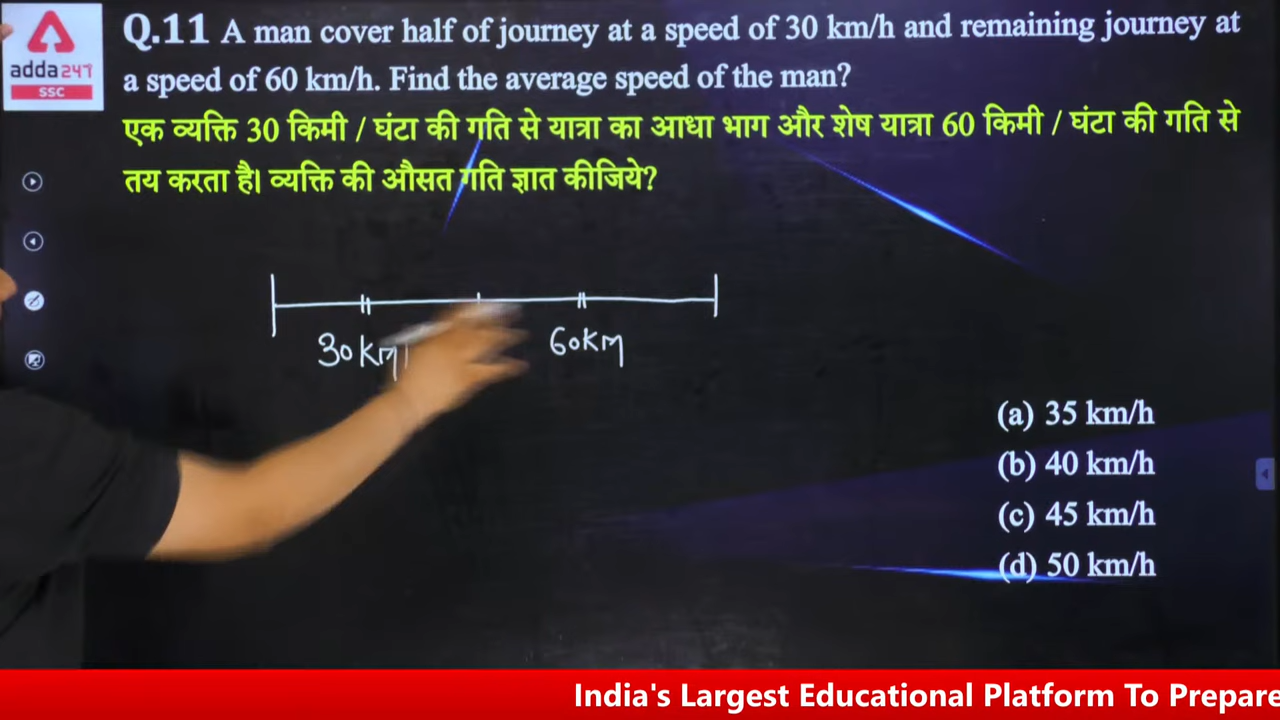 adda247
SSC
Q.11 A man cover half of journey at a speed of 30 km/h and remaining journey at
a speed of 60 km/h. Find the average speed of the man?
एक व्यक्ति 30 किमी / घंटा की गति से यात्रा का आधा भाग और शेष यात्रा 60 किमी / घंटा की गति से
तय करता है। व्यक्ति की औसत गति ज्ञात कीजिये?
30km
60km
(a) 35 km/h
(b) 40 km/h
(c) 45 km/h
(d) 50 km/h
India's Largest Educational Platform To Prepare